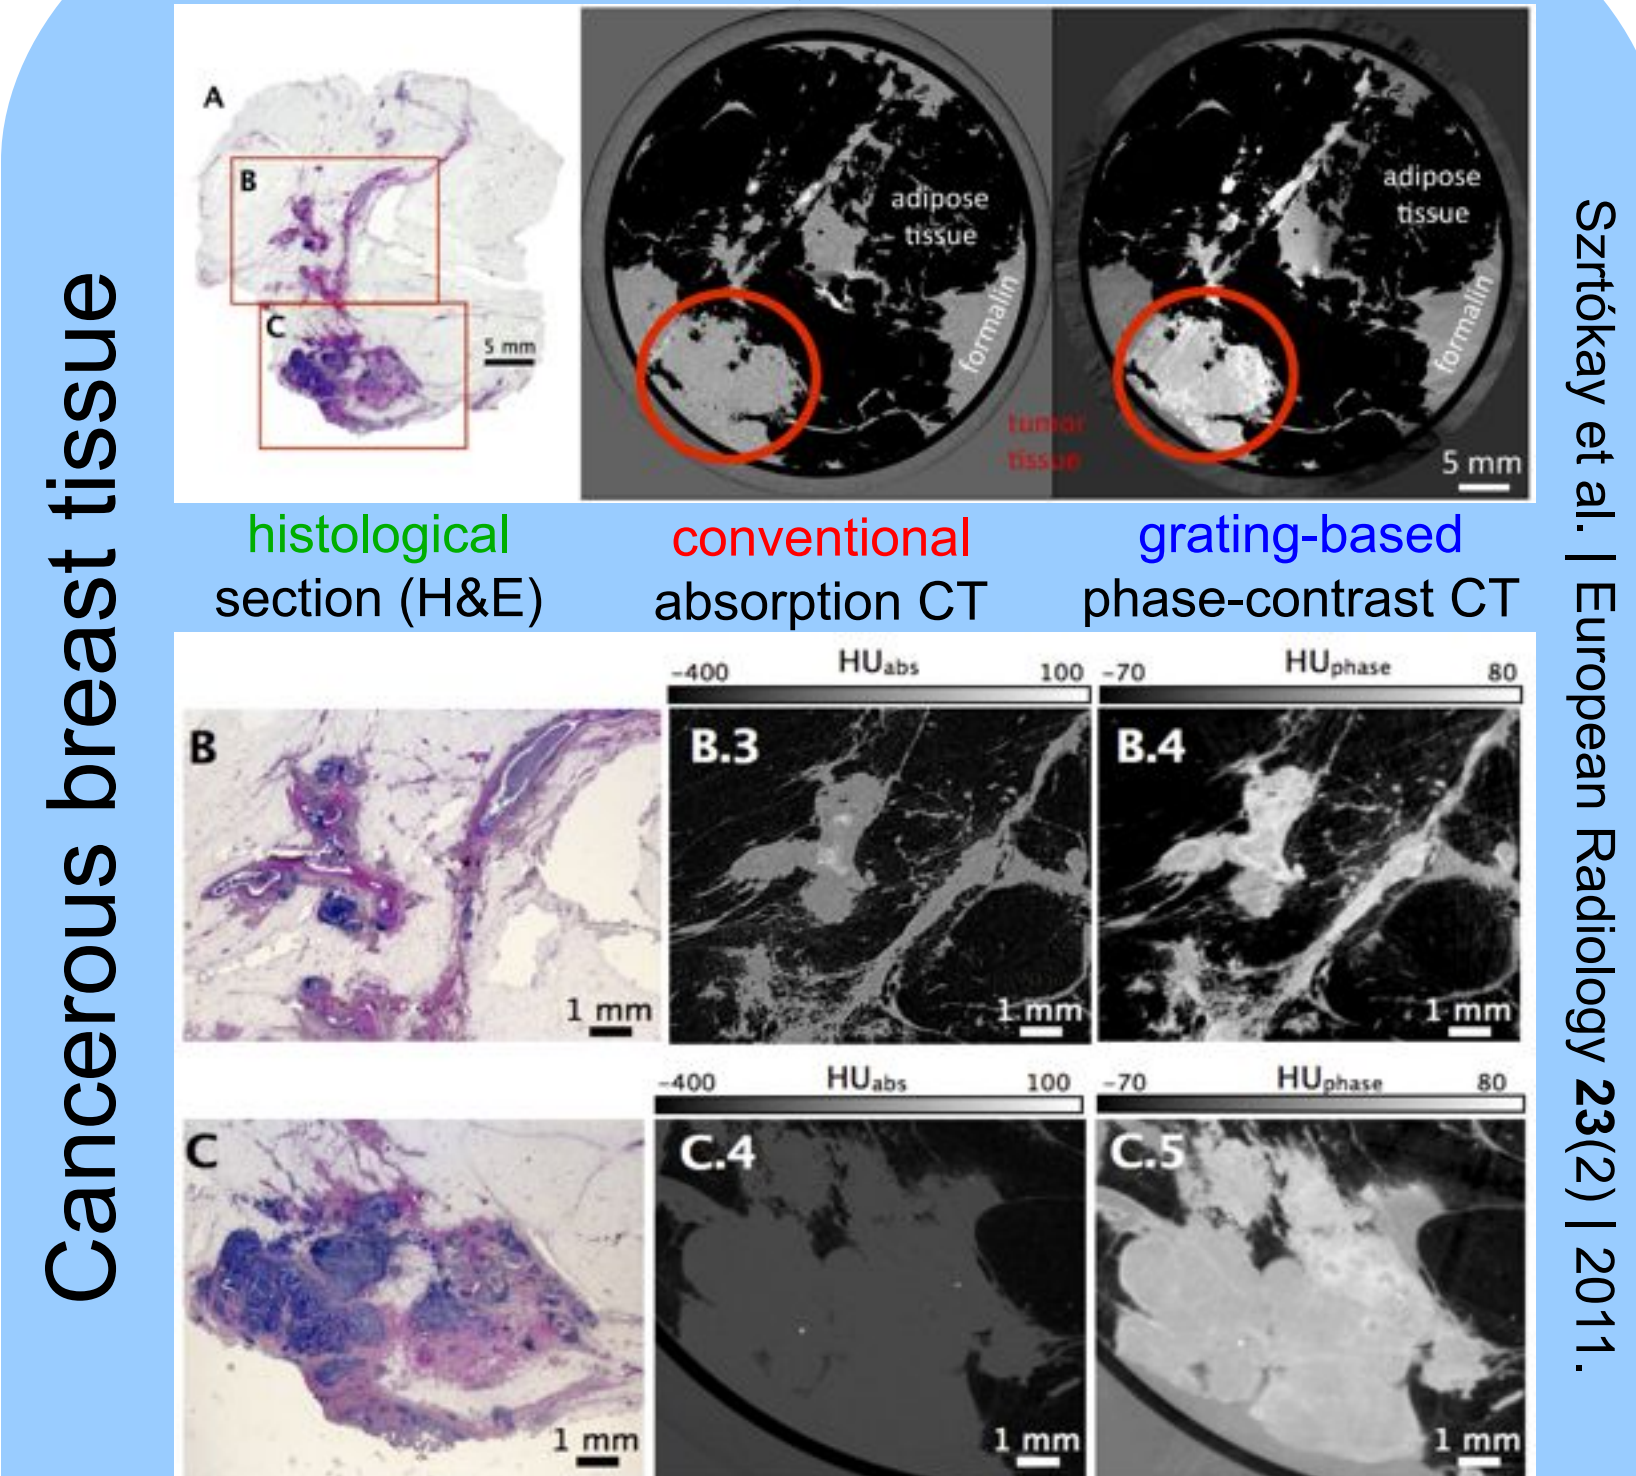 Cancerous breast tissue
A
B
C
5 mm
adipose
tissue
formalin
tumor
tissue
adipose
tissue
formalin
5 mm
histological
section (H&E)
conventional
absorption CT
grating-based
phase-contrast CT
B
1 mm
-400 HUabs 100
B.3
1 mm
-70 HUphase 80
B.4
1 mm
C
1 mm
-400 HUabs 100
C.4
1 mm
-70 HUphase 80
C.5
1 mm
Szrtókay et al. | European Radiology 23(2) | 2011.